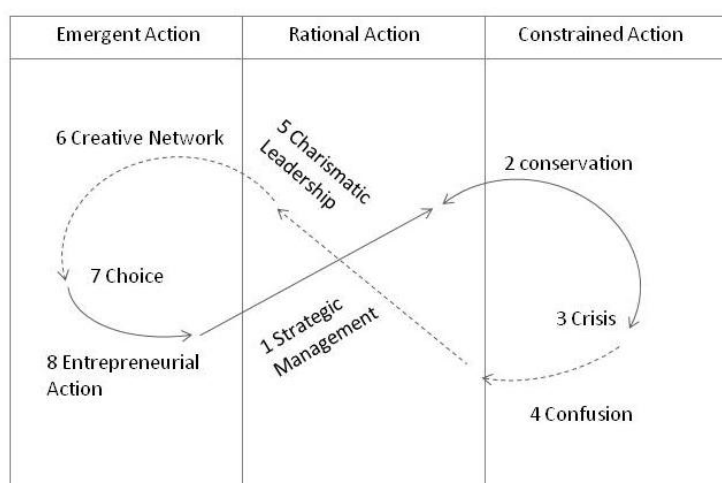 Emergent Action
Rational Action
Constrained Action
6 Creative Network
5 Charismatic
Leadership
2 conservation
7 Choice
1 Strategic
Management
3 Crisis
8 Entrepreneurial
Action
4 Confusion